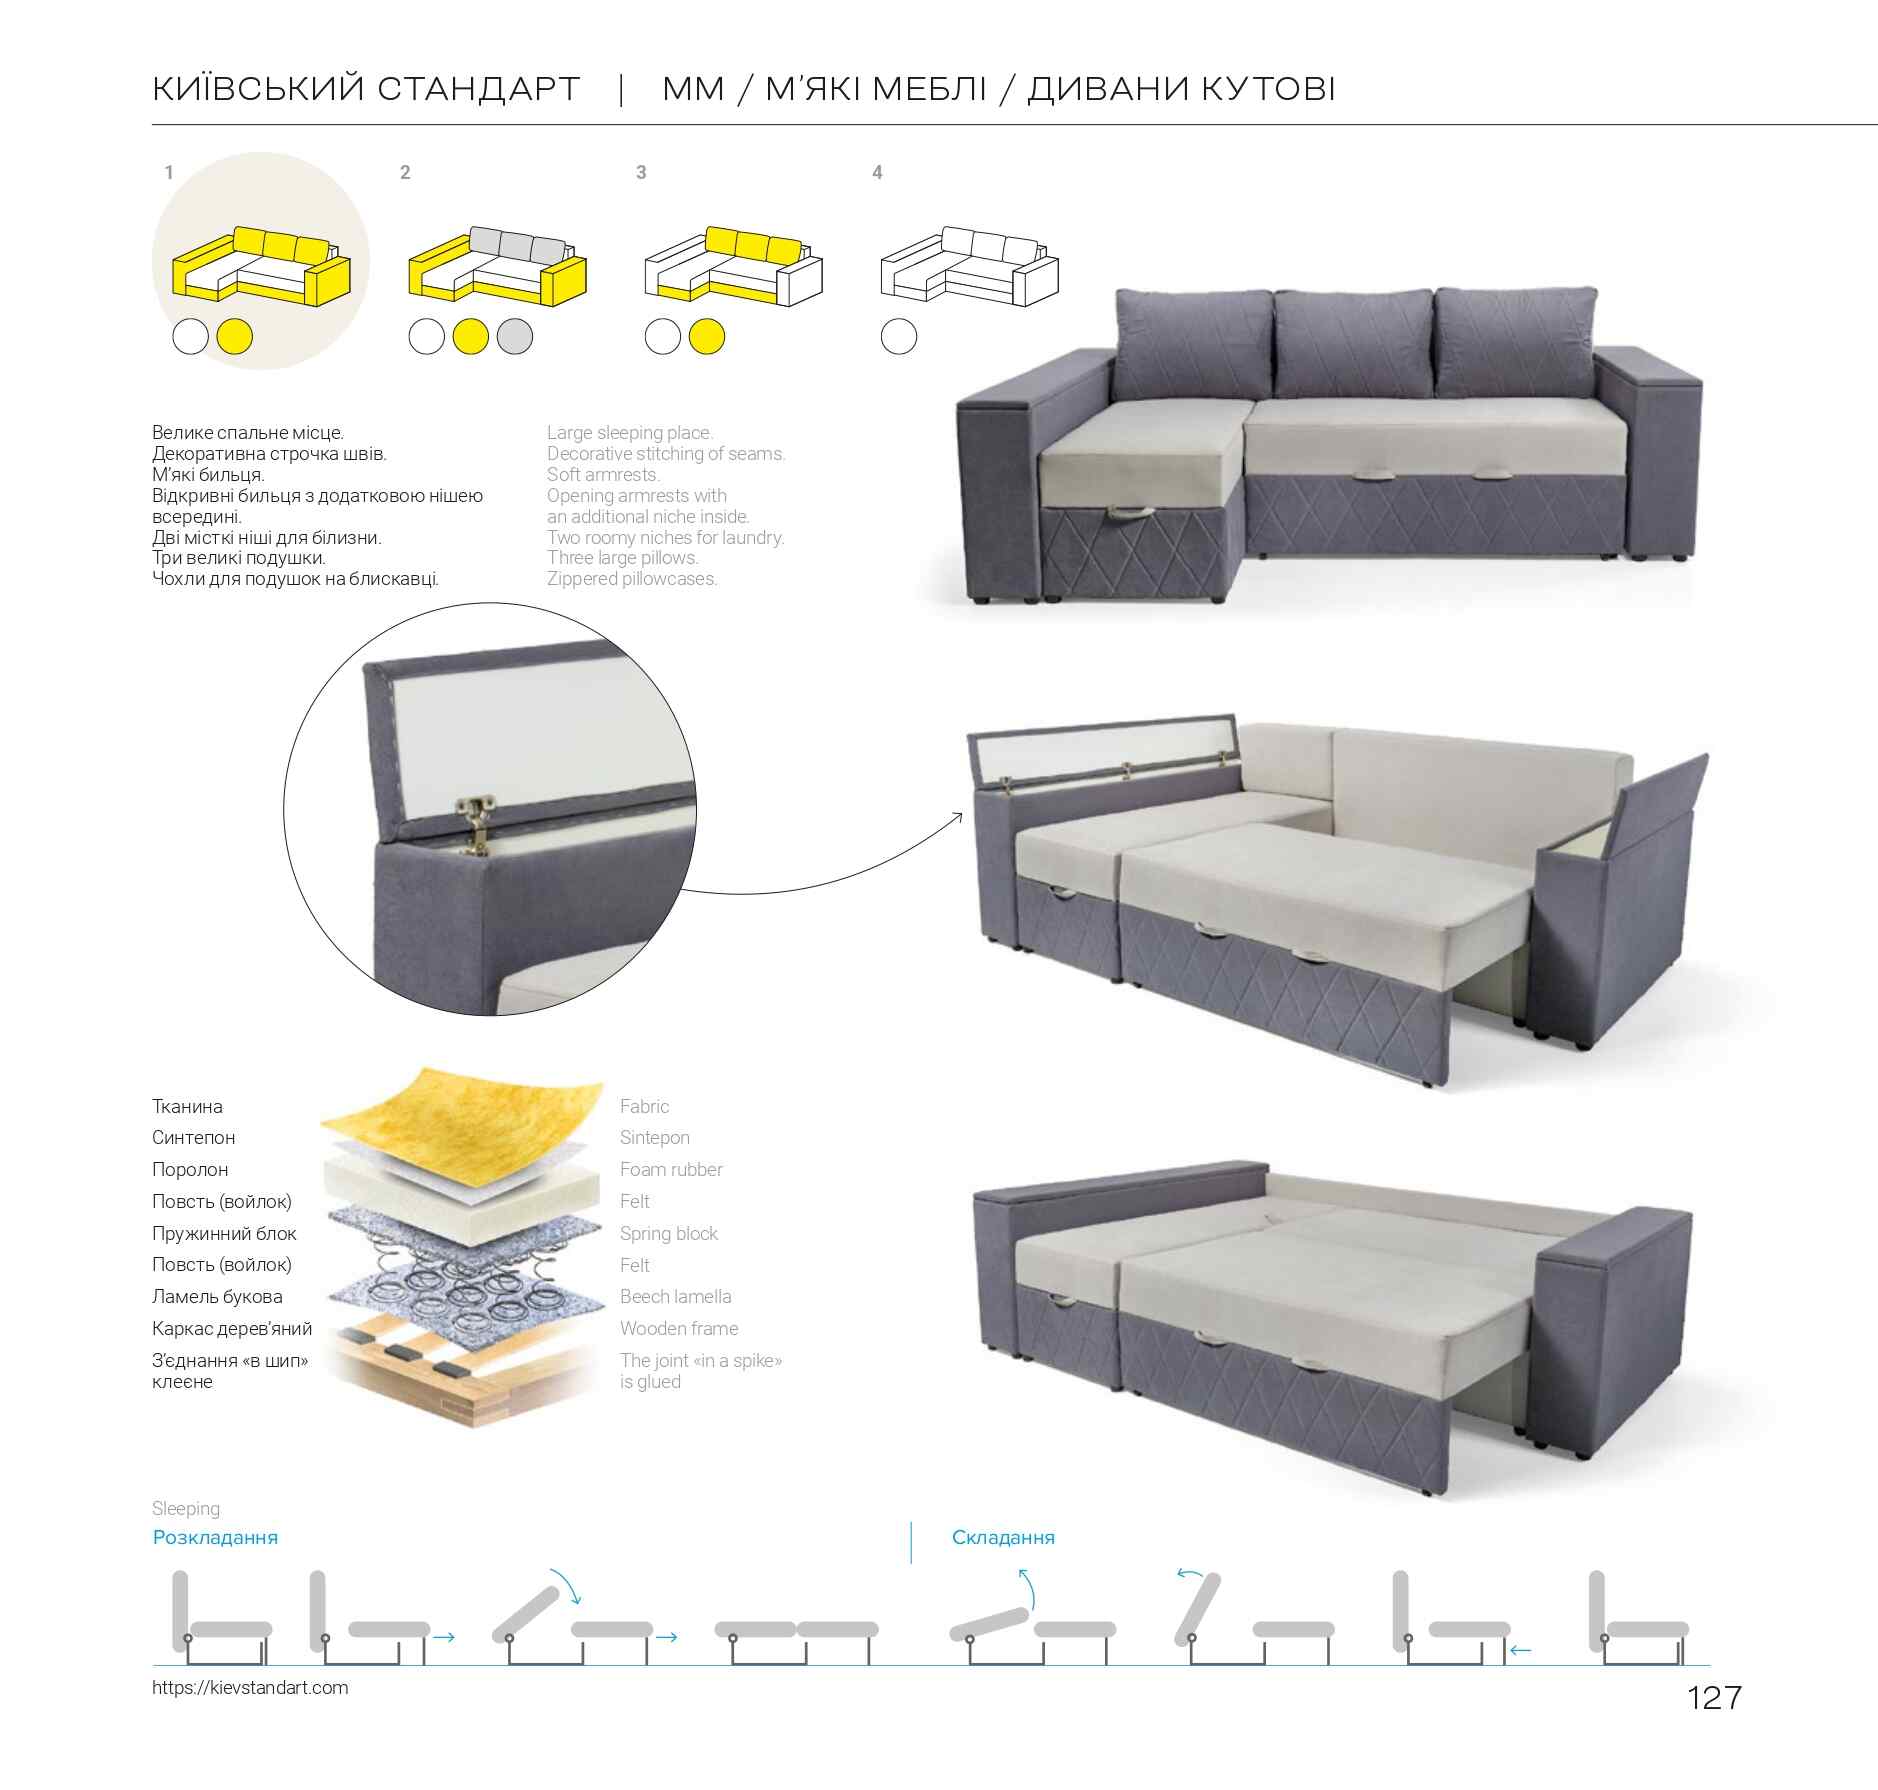 КИЇВСЬКИЙ СТАНДАРТ | ММ / М'ЯКІ МЕБЛІ / ДИВАНИ КУТОВІ
1
2
3
4
Велике спальне місце.
Декоративна строчка швів.
М'які бильця.
Відкривні бильця з додатковою нішею
всередині.
Дві місткі ніші для білизни.
Три великі подушки.
Чохли для подушок на блискавці.
Large sleeping place.
Decorative stitching of seams.
Soft armrests.
Opening armrests with
an additional niche inside.
Two roomy niches for laundry.
Three large pillows.
Zippered pillowcases.
Тканина
Синтепон
Поролон
Повсть (войлок)
Пружинний блок
Повсть (войлок)
Ламель букова
Каркас дерев'яний
З'єднання «в шип»
клеєне
Fabric
Sintepon
Foam rubber
Felt
Spring block
Felt
Beech lamella
Wooden frame
The joint «in a spike»
is glued
Sleeping
Розкладання
Складання
https://kievstandart.com
127